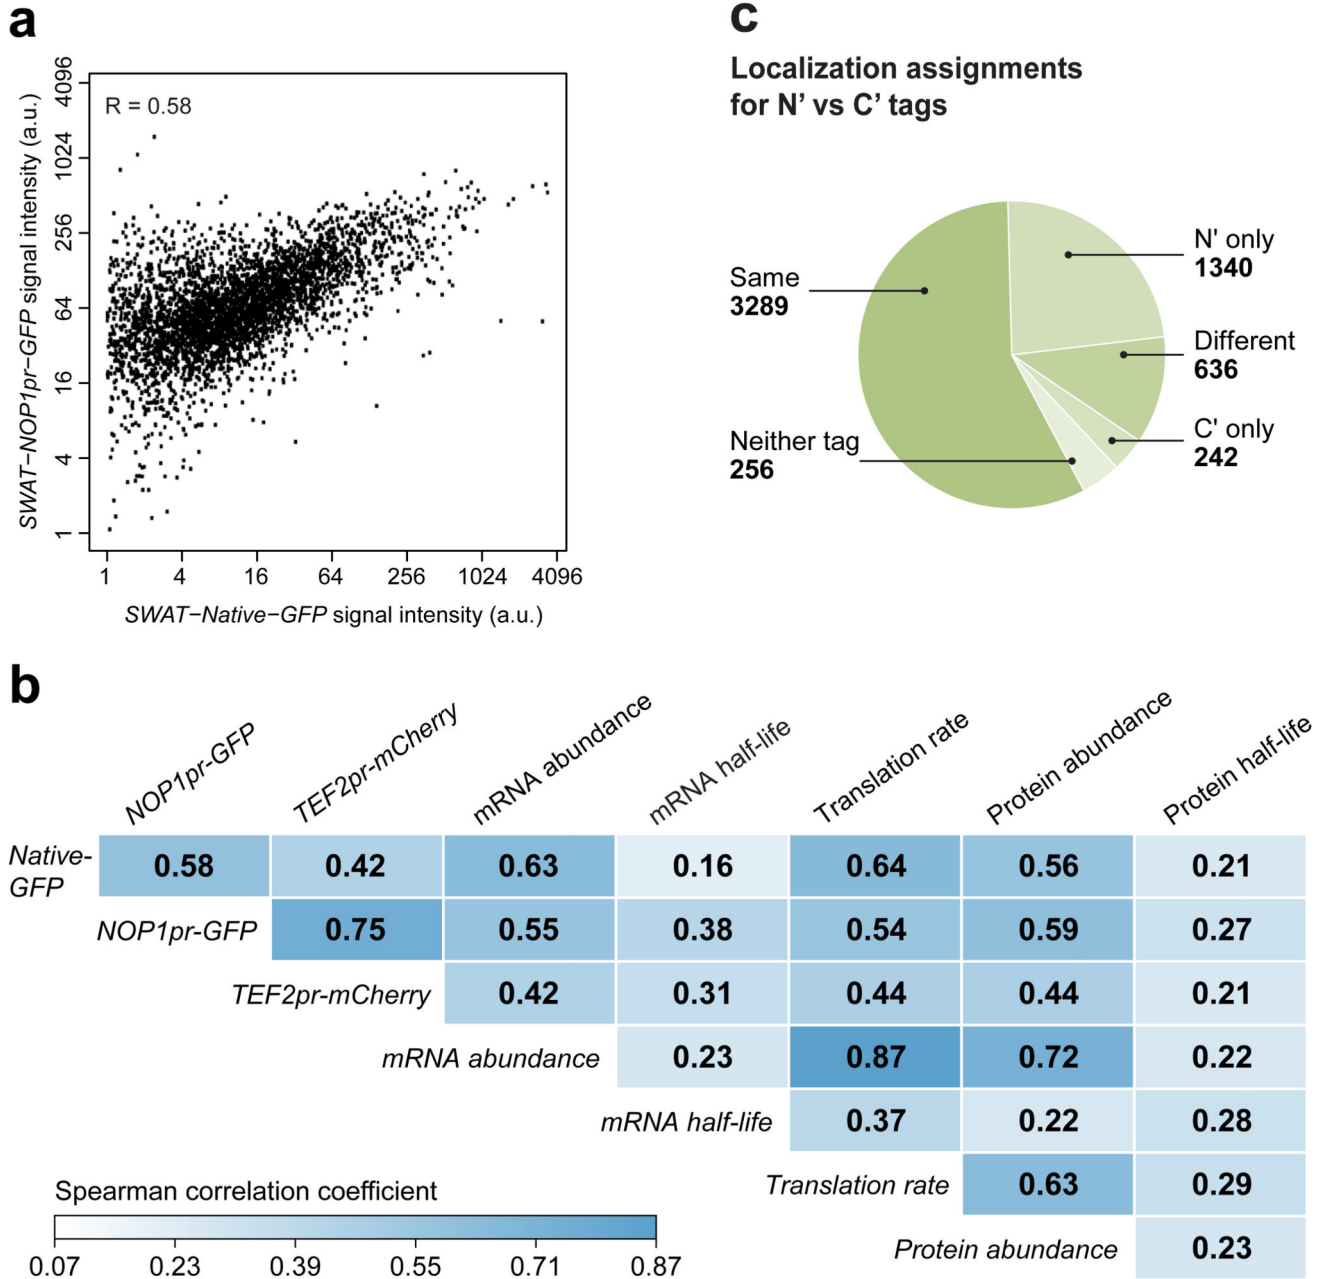 a
SWAT−NOP1pr−GFP signal intensity (a.u.)
4096
1024
256
64
16
4
1
R = 0.58
1 4 16 64 256 1024 4096
SWAT−Native−GFP signal intensity (a.u.)
c
Localization assignments
for N’ vs C’ tags
Same
3289
Neither tag
256
N' only
1340
Different
636
C' only
242
b
NOP1pr-GFP TEF2pr-mCherry mRNA abundance mRNA half-life Translation rate Protein abundance Protein half-life
Native-
GFP
0.58 0.42 0.63 0.16 0.64 0.56 0.21
NOP1pr-GFP 0.75 0.55 0.38 0.54 0.59 0.27
TEF2pr-mCherry 0.42 0.31 0.44 0.44 0.21
mRNA abundance 0.23 0.87 0.72 0.22
mRNA half-life 0.37 0.22 0.28
Translation rate 0.63 0.29
Protein abundance 0.23
Spearman correlation coefficient
0.07 0.23 0.39 0.55 0.71 0.87